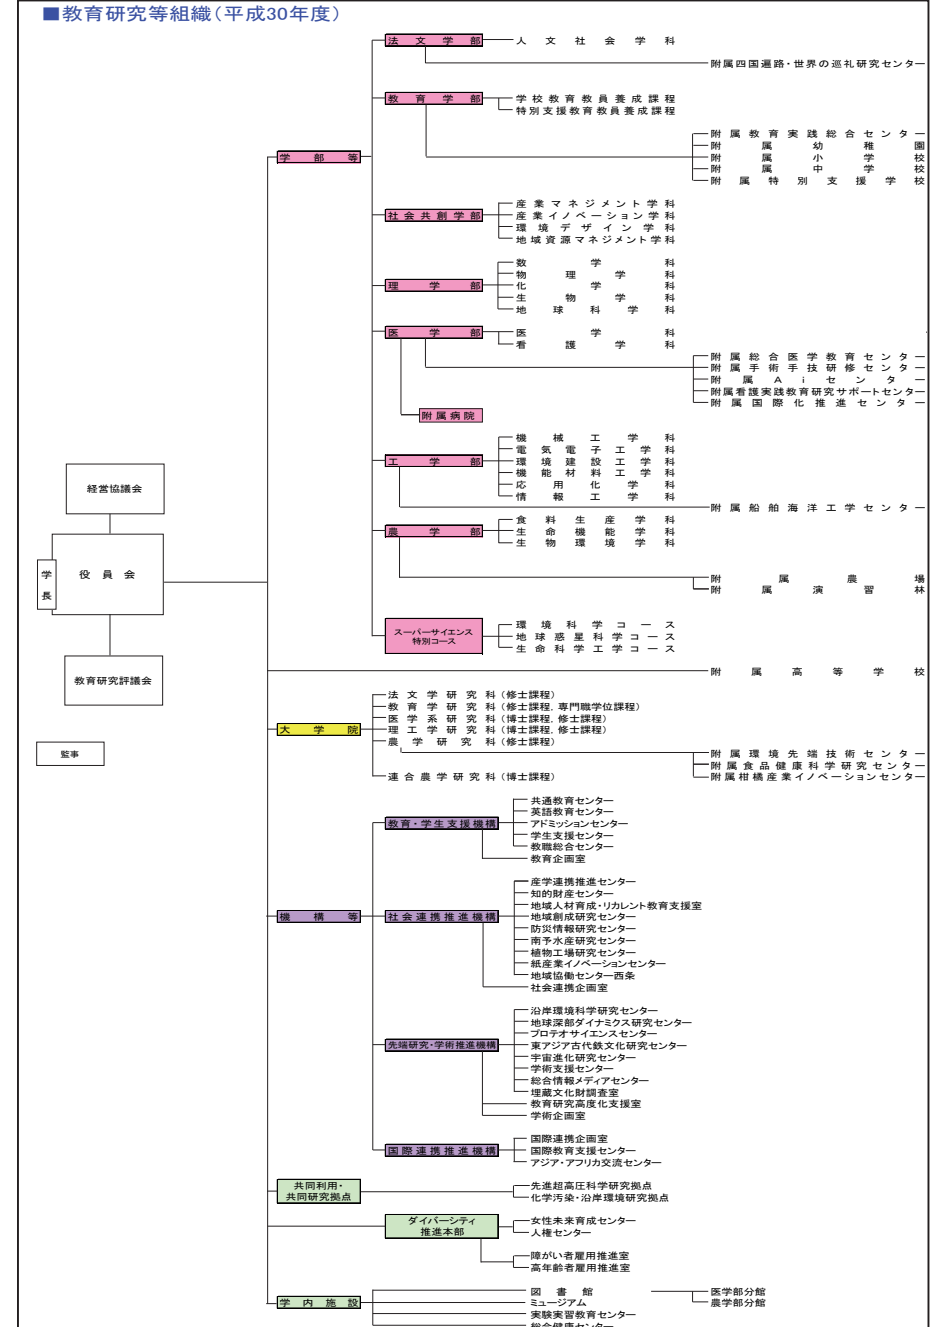 ■教育研究等組織（平成30年度）
法文学部
人文社会学科
附属四国遍路・世界の巡礼研究センター
教育学部
学校教育教員養成課程
特別支援教育教員養成課程
附属教育実践総合センター
附属幼稚園
附属小学校
附属中学校
附属特別支援学校
学部等
社会共創学部
産業マネジメント学科
産業イノベーション学科
環境デザイン学科
地域資源マネジメント学科
理学部
数学科
物理学科
化学科
生物学科
地球科学科
医学部
医学科
看護学科
附属総合医学教育センター
附属手術手技研修センター
附属Aiセンター
附属看護実践教育研究サポートセンター
附属国際化推進センター
附属病院
工学部
機械工学科
電気電子工学科
環境建設工学科
機能材料工学科
応用化学科
情報工学科
附属船舶海洋工学センター
農学部
食料生産学科
生命機能学科
生物環境学科
附属農場
附属演習林
スーパーサイエンス
特別コース
環境科学コース
地球惑星科学コース
生命科学工学コース
附属高等学校
経営協議会
学長
役員会
教育研究評議会
監事
大学院
法文学研究科（修士課程）
教育学研究科（修士課程，専門職学位課程）
医学系研究科（博士課程，修士課程）
理工学研究科（博士課程，修士課程）
農学研究科（修士課程）
附属環境先端技術センター
附属食品健康科学研究センター
附属柑橘産業イノベーションセンター
連合農学研究科（博士課程）
機構等
教育・学生支援機構
共通教育センター
英語教育センター
アドミッションセンター
学生支援センター
教職総合センター
教育企画室
社会連携推進機構
産学連携推進センター
知的財産センター
地域人材育成・リカレント教育支援室
地域創成研究センター
防災情報研究センター
南予水産研究センター
植物工場研究センター
紙産業イノベーションセンター
地域協働センター西条
社会連携企画室
先端研究・学術推進機構
沿岸環境科学研究センター
地球深部ダイナミクス研究センター
プロテオサイエンスセンター
東アジア古代鉄文化研究センター
宇宙進化研究センター
学術支援センター
総合情報メディアセンター
埋蔵文化財調査室
教育研究高度化支援室
学術企画室
国際連携推進機構
国際連携企画室
国際教育支援センター
アジア・アフリカ交流センター
共同利用・
共同研究拠点
先進超高圧科学研究拠点
化学汚染・沿岸環境研究拠点
ダイバーシティ
推進本部
女性未来育成センター
人権センター
障がい者雇用推進室
高年齢者雇用推進室
学内施設
図書館
医学部分館
農学部分館
ミュージアム
実験実習教育センター
総合健康センター